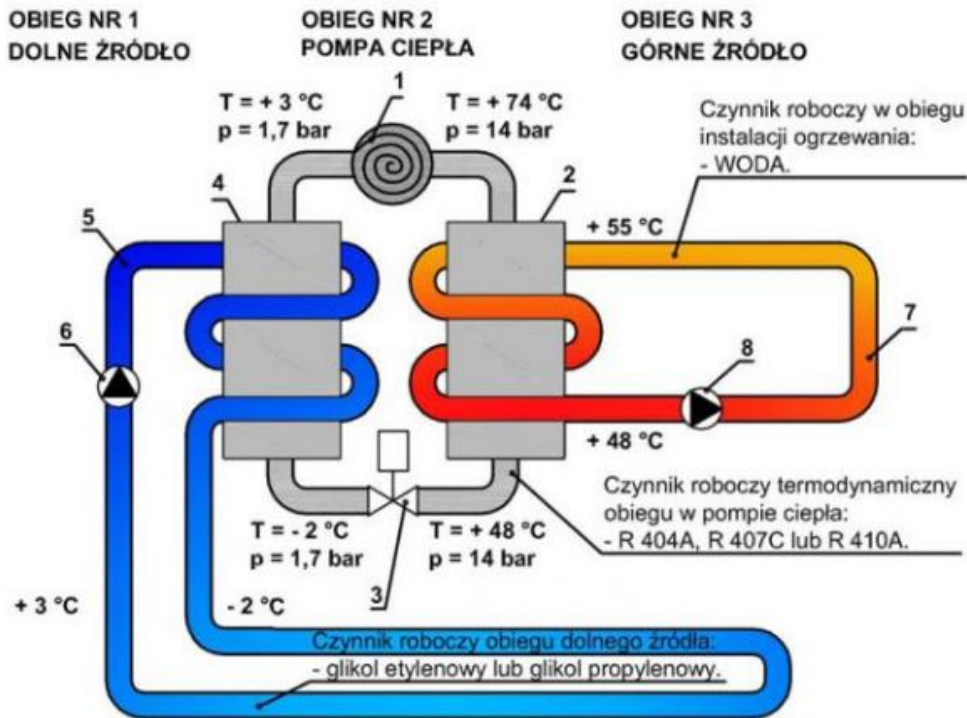 OBIEG NR 1
DOLNE ŹRÓDŁO
OBIEG NR 2
POMPA CIEPŁA
OBIEG NR 3
GÓRNE ŹRÓDŁO
1
T = + 3 °C
p = 1,7 bar
T = + 74 °C
p = 14 bar
Czynnik roboczy w obiegu
instalacji ogrzewania:
- WODA.
4
2
5
+ 55 °C
6
7
8
+ 48 °C
T = - 2 °C
p = 1,7 bar
T = + 48 °C
p = 14 bar
3
Czynnik roboczy termodynamiczny
obiegu w pompie ciepła:
- R 404A, R 407C lub R 410A.
+ 3 °C
- 2 °C
Czynnik roboczy obiegu dolnego źródła:
- glikol etylenowy lub glikol propylenowy.